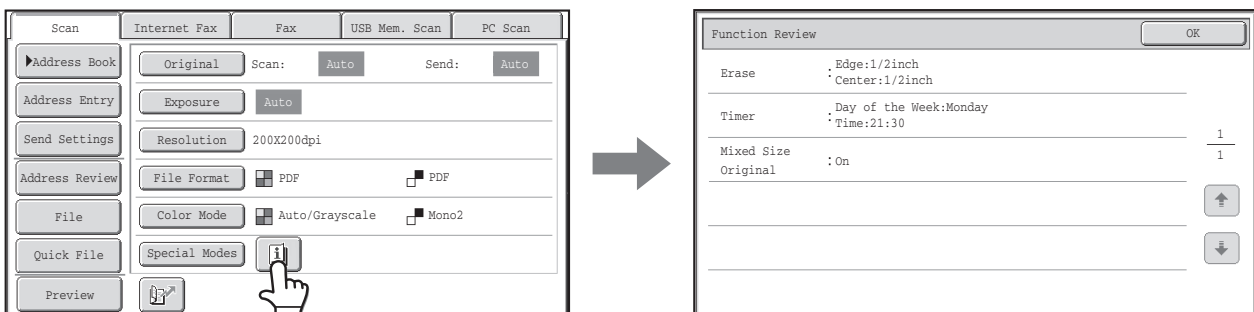 Scan Internet Fax Fax USB Mem. Scan PC Scan
Address Book
Address Entry
Send Settings
Address Review
File
Quick File
Preview
Original Scan: Auto Send: Auto
Exposure Auto
Resolution 200X200dpi
File Format PDF PDF
Color Mode Auto/Grayscale Mono2
Special Modes
Function Review OK
Erase : Edge:1/2inch
Center:1/2inch
Timer : Day of the Week:Monday
Time:21:30
Mixed Size
Original :On
1
1